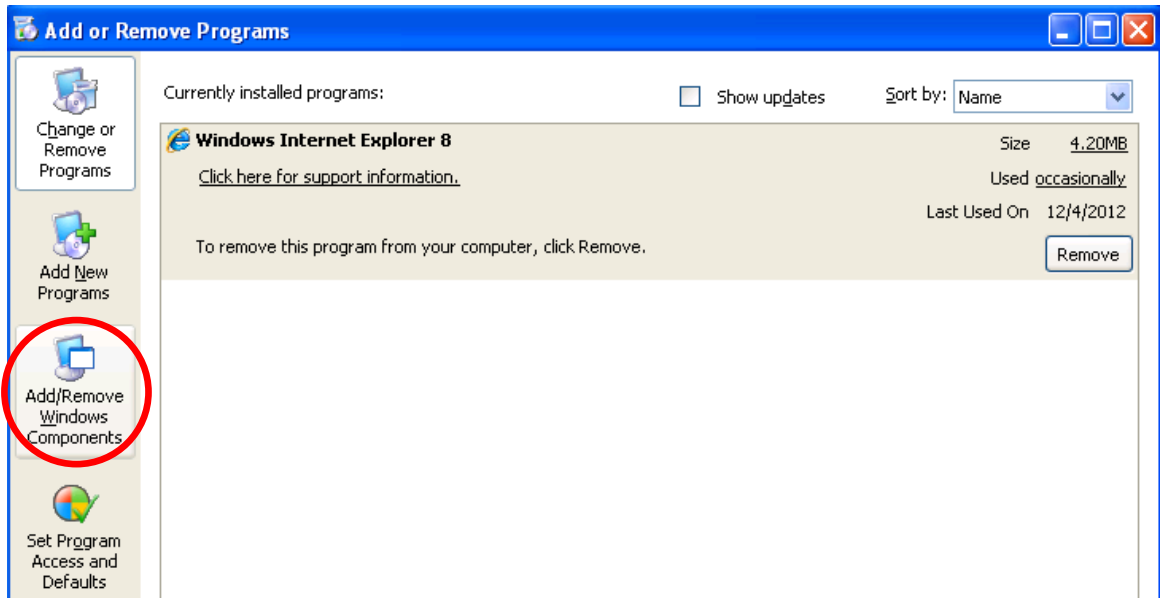 Add or Remove Programs
Change or
Remove
Programs
Add New
Programs
Add/Remove
Windows
Components
Set Program
Access and
Defaults
Currently installed programs:
Show updates
Sort by: Name
Windows Internet Explorer 8
Size 4.20MB
Click here for support information.
Used occasionally
Last Used On 12/4/2012
To remove this program from your computer, click Remove.
Remove